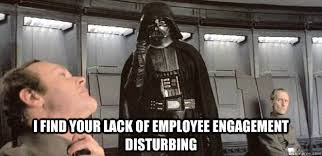 I FIND YOUR LACK OF EMPLOYEE ENGAGEMENT
DISTURBING